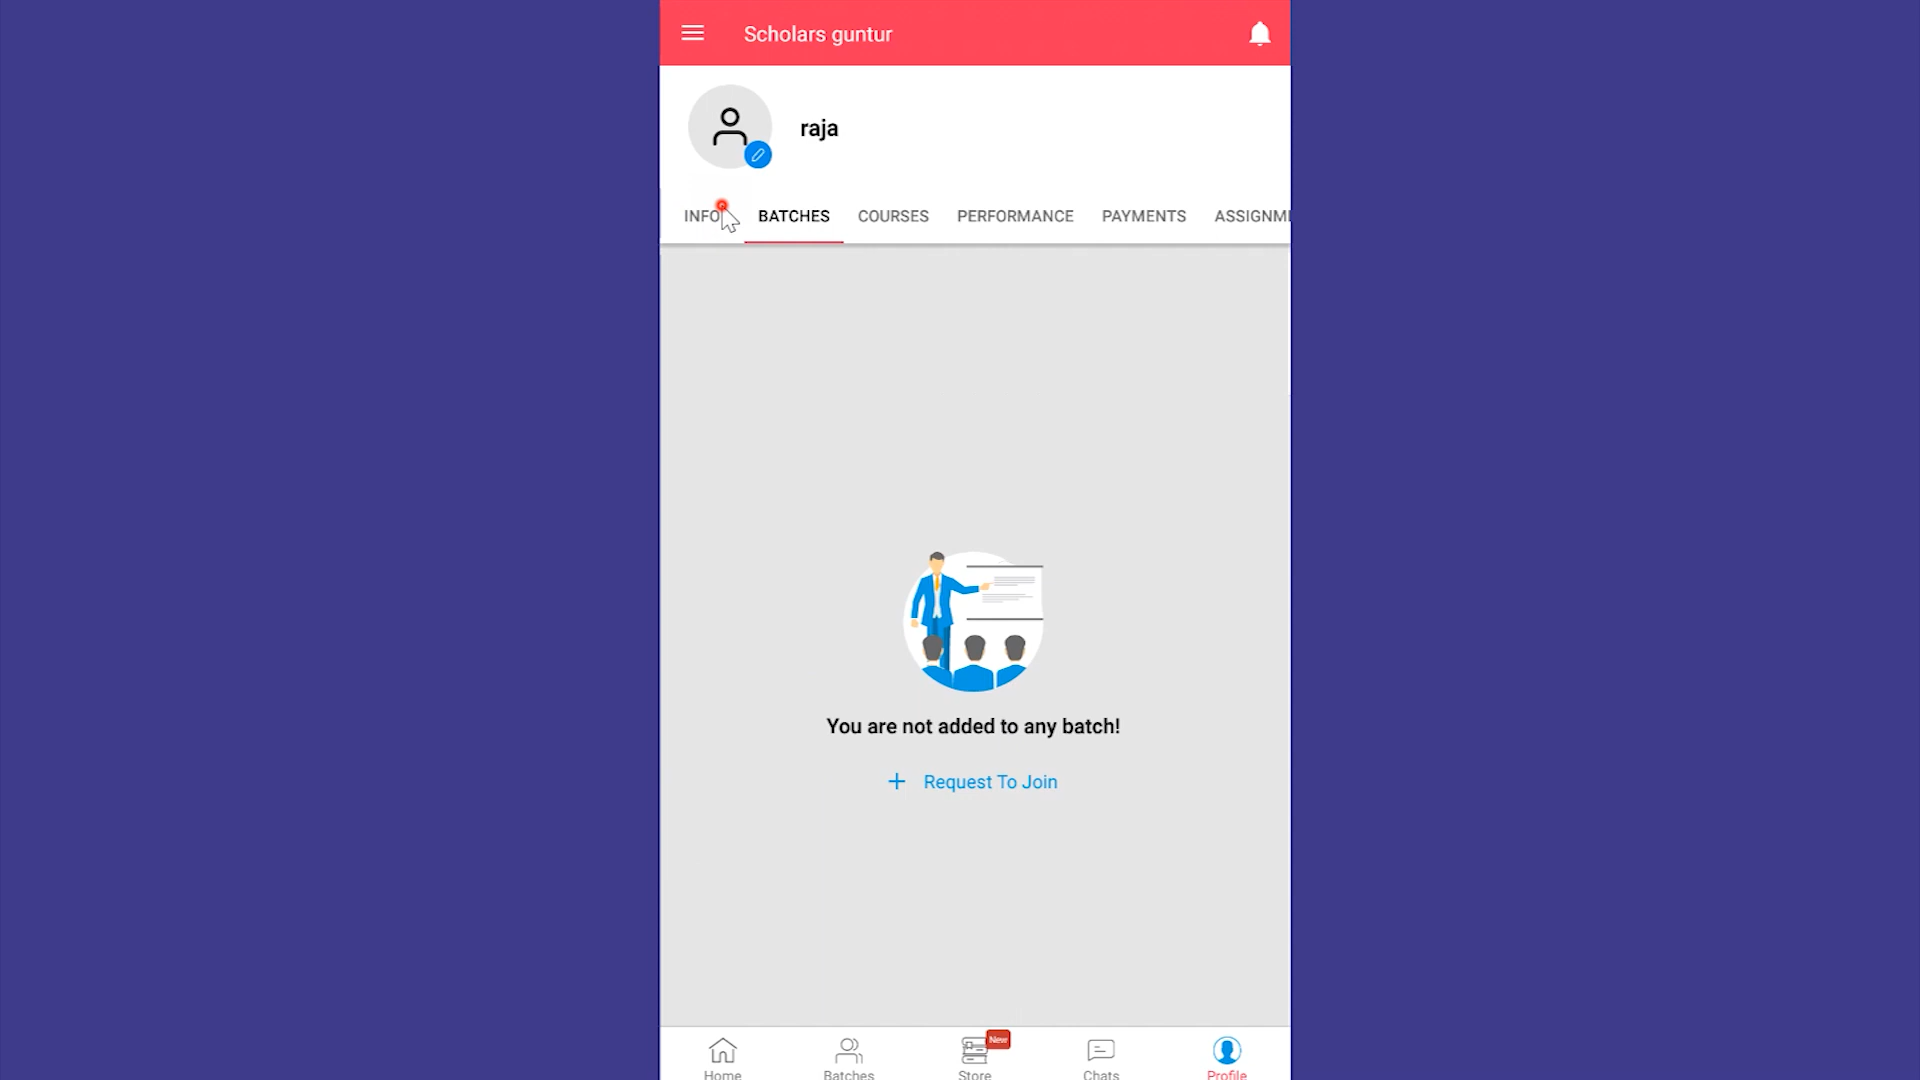 Scholars guntur
raja
INFO BATCHES COURSES PERFORMANCE PAYMENTS ASSIGNM
You are not added to any batch!
+ Request To Join
New
Home Batches Store Chats Profile